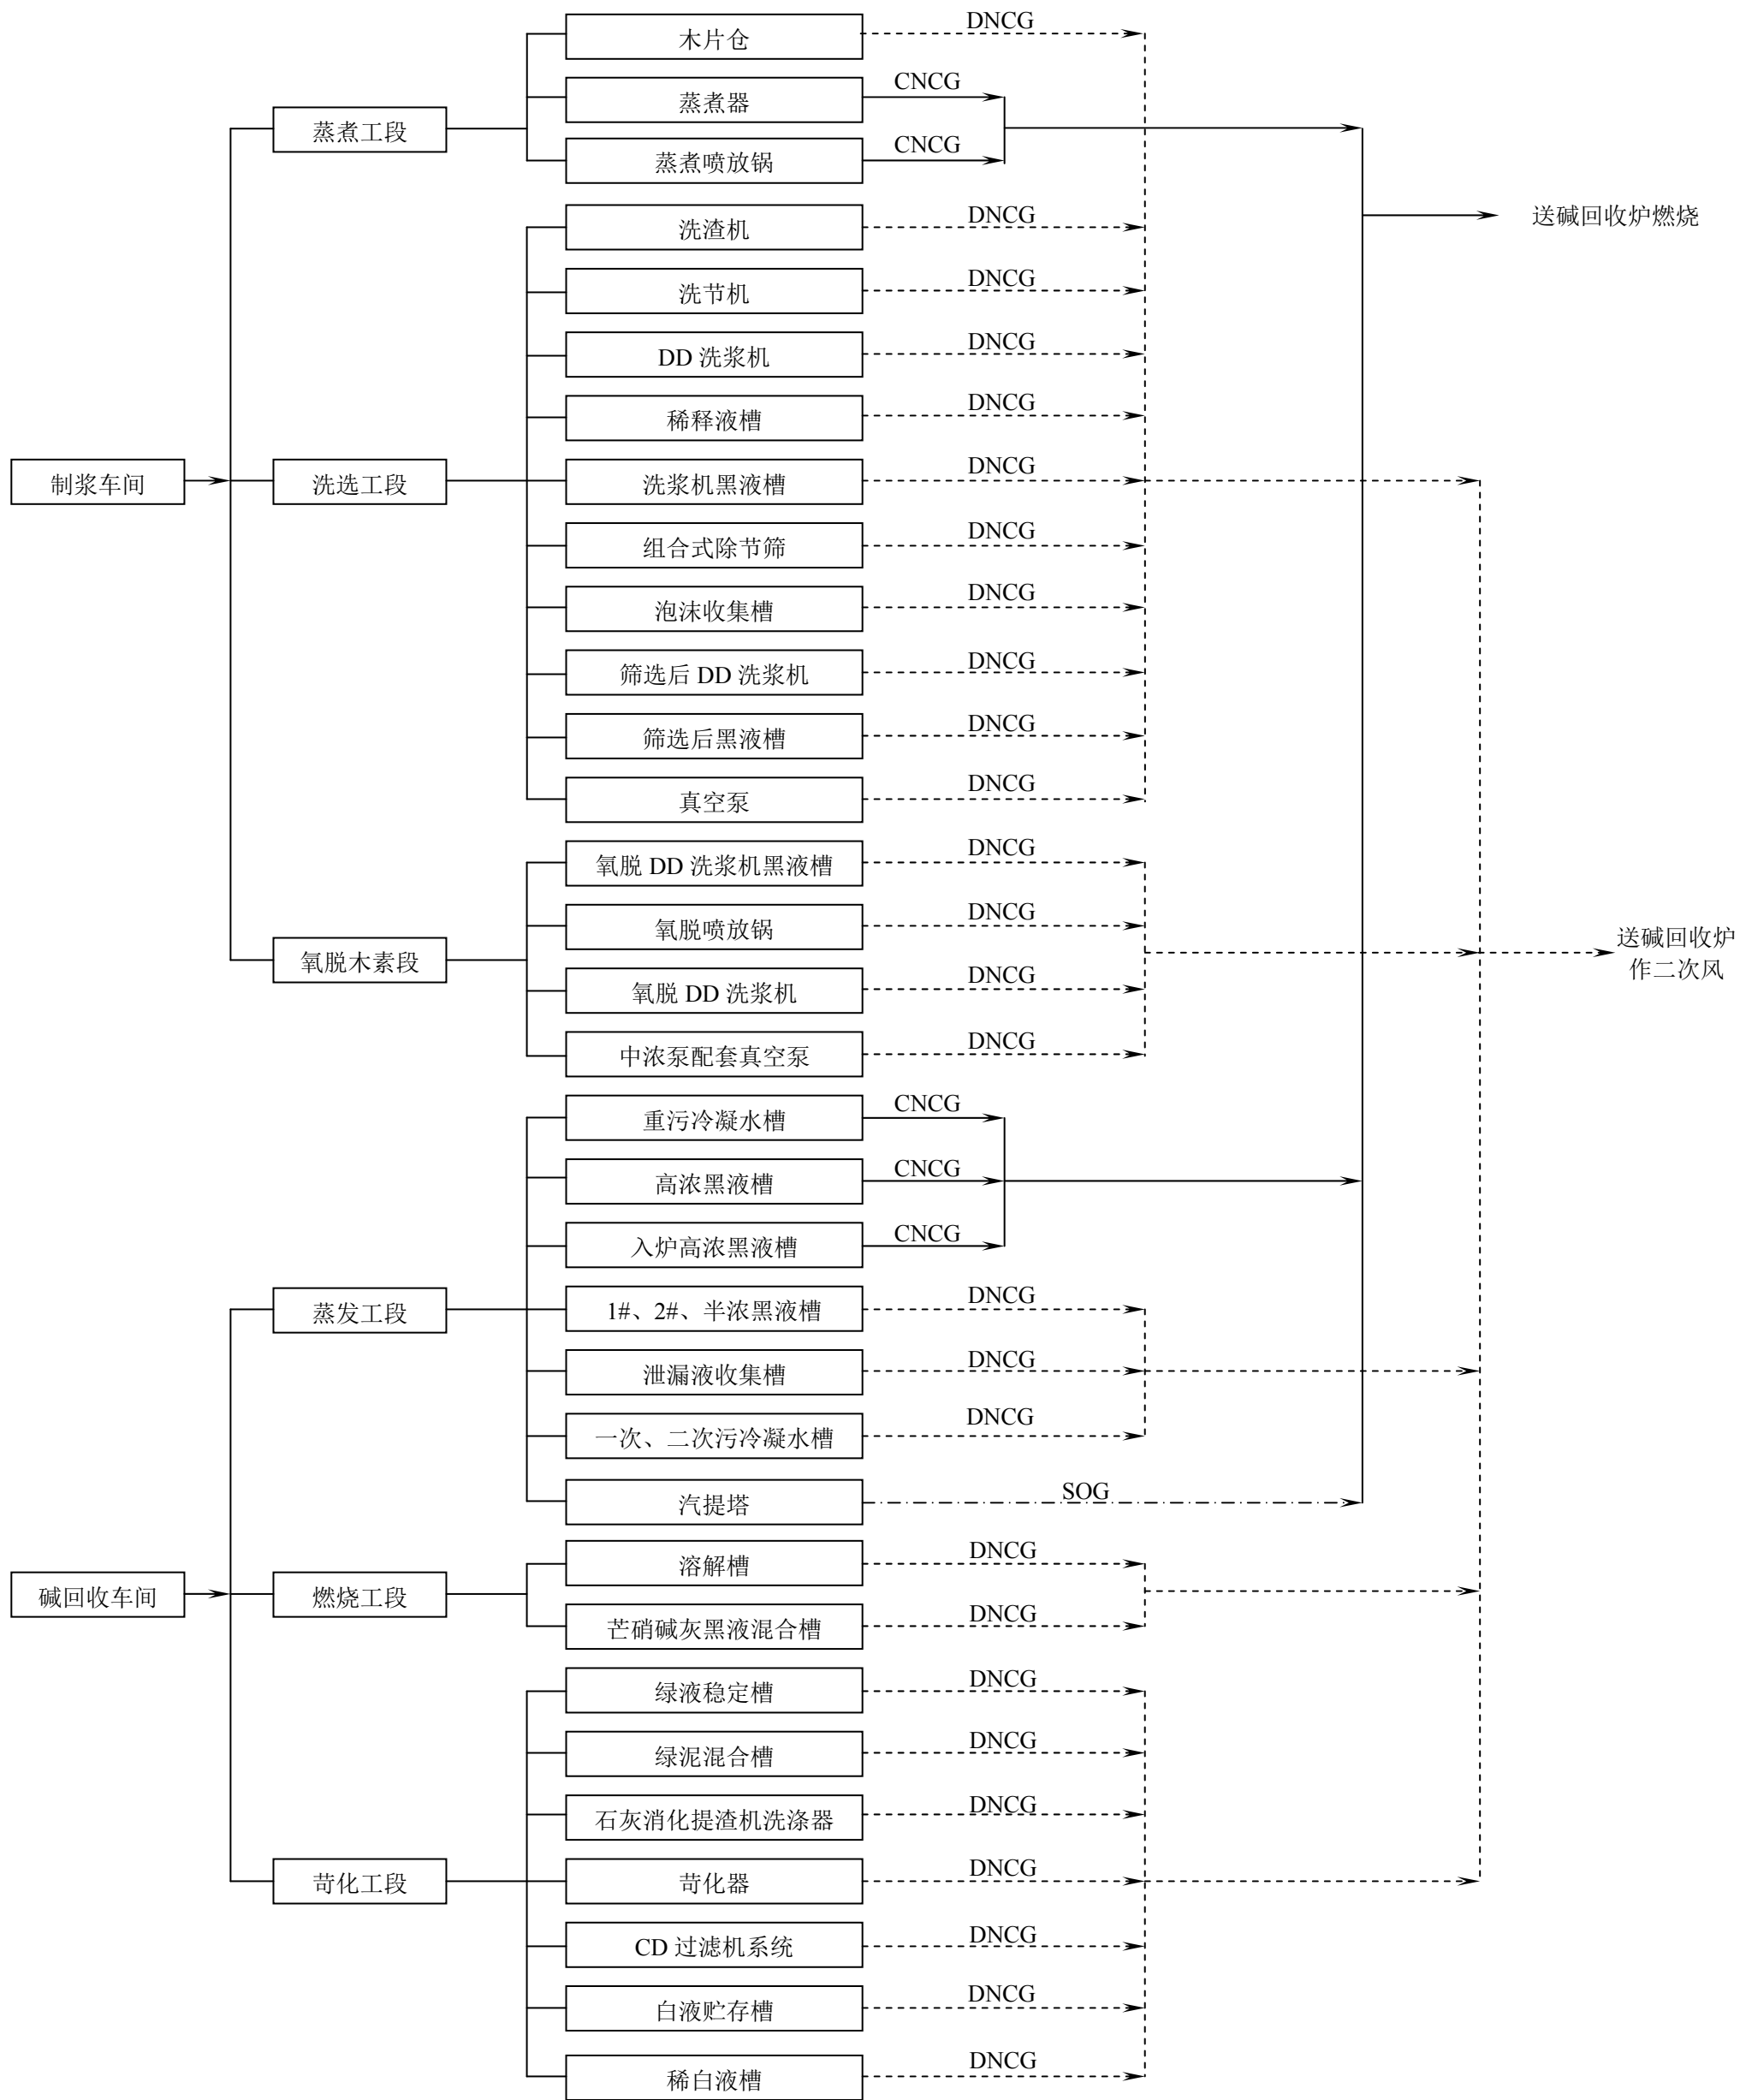 木片仓
DNCG
蒸煮器
CNCG
蒸煮工段
蒸煮喷放锅
CNCG
送碱回收炉燃烧
洗渣机
DNCG
洗节机
DNCG
DD 洗浆机
DNCG
稀释液槽
DNCG
制浆车间
洗选工段
洗浆机黑液槽
DNCG
组合式除节筛
DNCG
泡沫收集槽
DNCG
筛选后 DD 洗浆机
DNCG
筛选后黑液槽
DNCG
真空泵
DNCG
氧脱 DD 洗浆机黑液槽
DNCG
氧脱喷放锅
DNCG
氧脱木素段
送碱回收炉
作二次风
氧脱 DD 洗浆机
DNCG
中浓泵配套真空泵
DNCG
重污冷凝水槽
CNCG
高浓黑液槽
CNCG
入炉高浓黑液槽
CNCG
蒸发工段
1#、2#、半浓黑液槽
DNCG
泄漏液收集槽
DNCG
一次、二次污冷凝水槽
DNCG
汽提塔
SOG
溶解槽
DNCG
碱回收车间
燃烧工段
芒硝碱灰黑液混合槽
DNCG
绿液稳定槽
DNCG
绿泥混合槽
DNCG
石灰消化提渣机洗涤器
DNCG
苛化工段
苛化器
DNCG
CD 过滤机系统
DNCG
白液贮存槽
DNCG
稀白液槽
DNCG